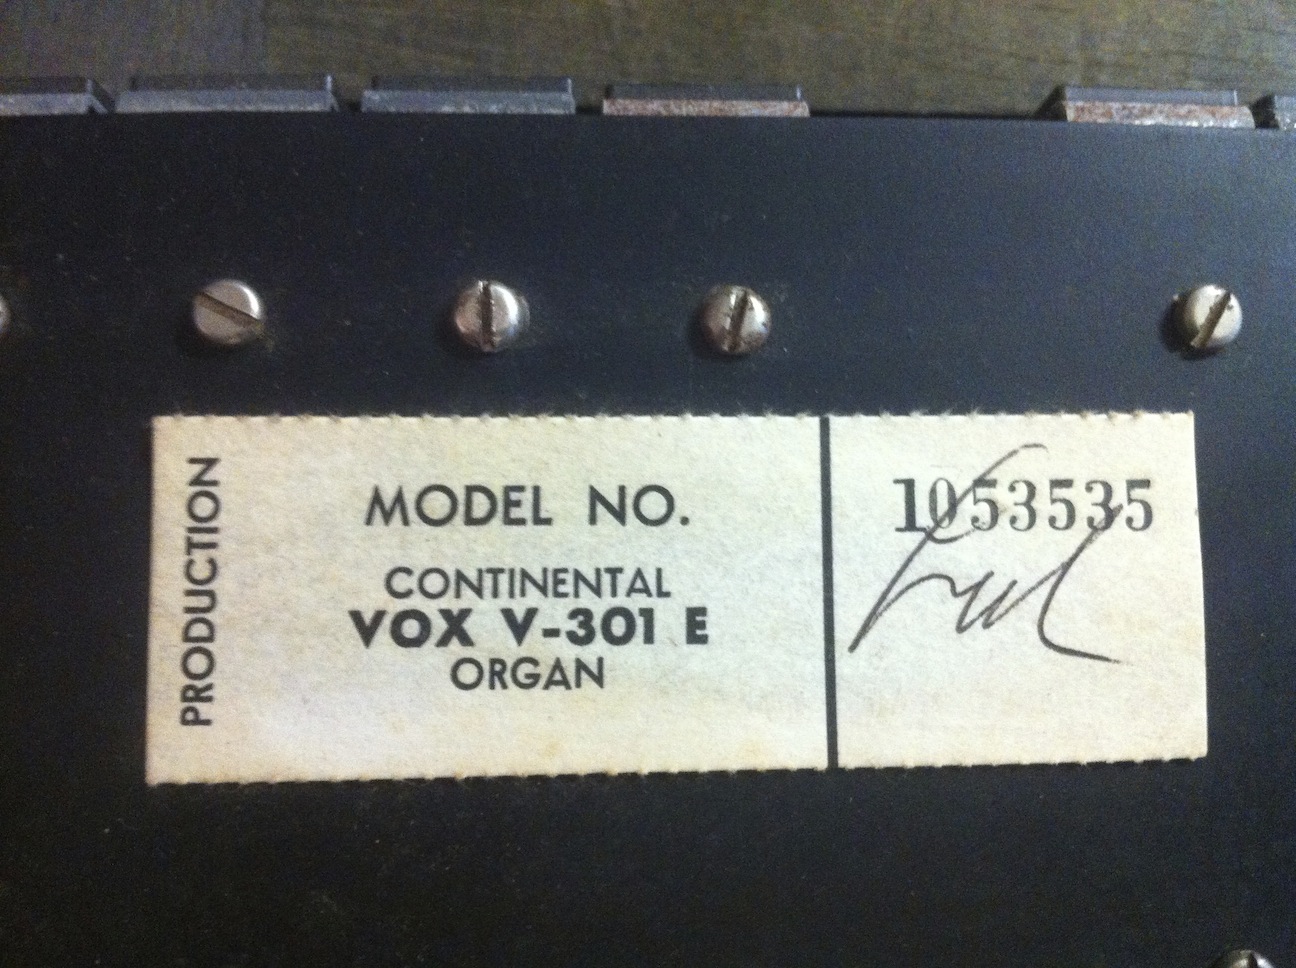 PRODUCTION
MODEL NO.
CONTINENTAL
VOX V-301 E
ORGAN
1053535